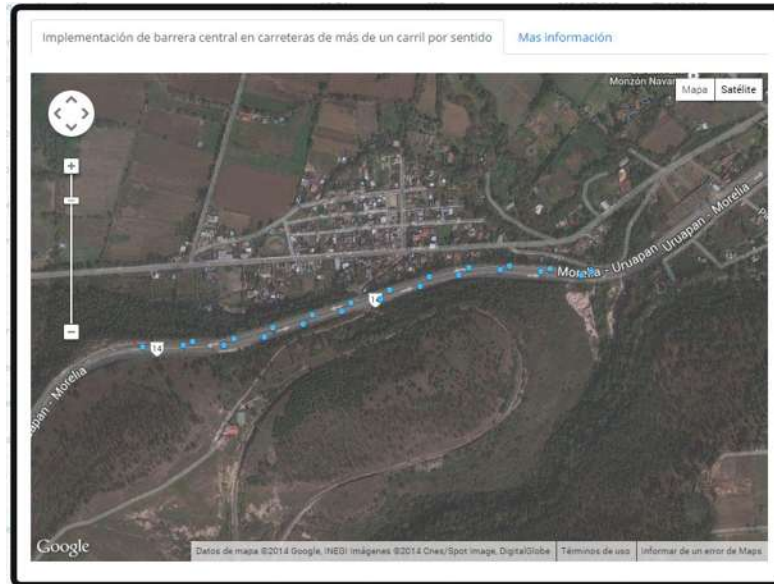 Implementación de barrera central en carreteras de más de un carril por sentido
Mas información
Monzón Navar
Mapa
Satélite
Morelia - Uruapan
Uruapan - Morelia
14
14
apan - Morelia
Google
Datos de mapa ©2014 Google, INEGI Imágenes ©2014 Cnes/Spot Image, DigitalGlobe
Términos de uso
Informar de un error de Maps